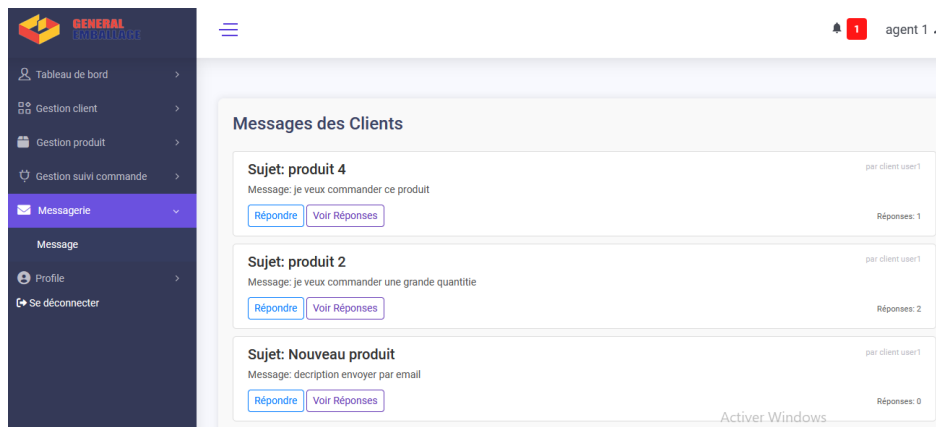 GENERAL
EMBALLAGE
1
agent 1
Tableau de bord
Gestion client
Gestion produit
Gestion suivi commande
Messagerie
Message
Profile
Se déconnecter
Messages des Clients
Sujet: produit 4
par client user1
Message: je veux commander ce produit
Répondre
Voir Réponses
Réponses: 1
Sujet: produit 2
par client user1
Message: je veux commander une grande quantitie
Répondre
Voir Réponses
Réponses: 2
Sujet: Nouveau produit
par client user1
Message: decription envoyer par email
Répondre
Voir Réponses
Réponses: 0
Activer Windows